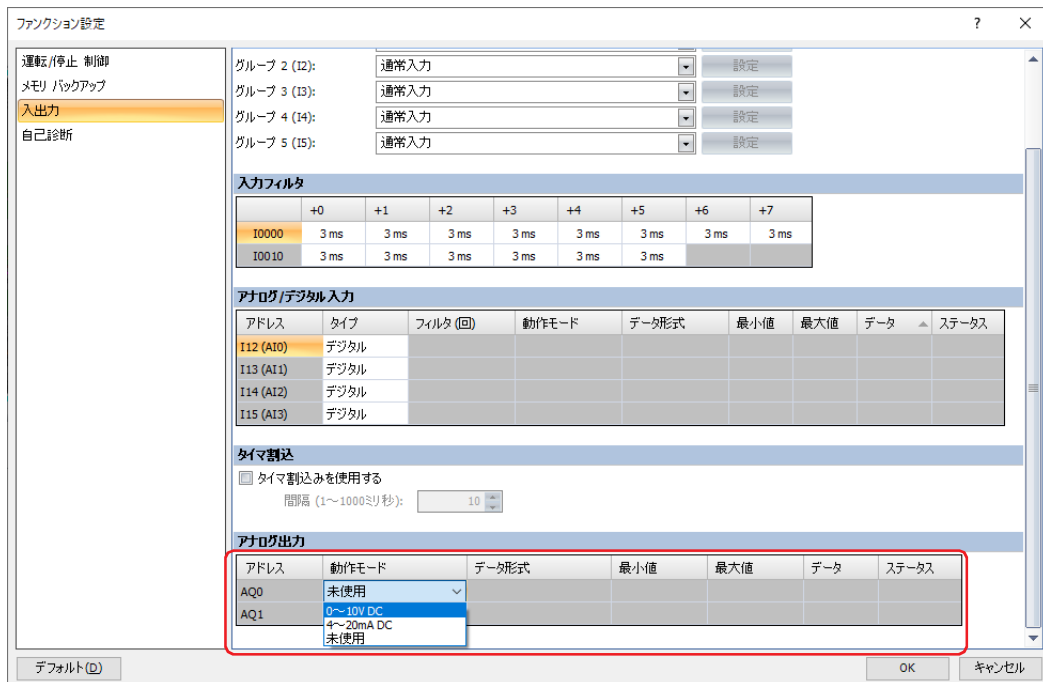 ファンクション設定
? ×
運転/停止 制御
メモリ バックアップ
入出力
自己診断
グループ 2 (I2): 通常入力 設定
グループ 3 (I3): 通常入力 設定
グループ 4 (I4): 通常入力 設定
グループ 5 (I5): 通常入力 設定
入力フィルタ
+0 +1 +2 +3 +4 +5 +6 +7
I0000 3 ms 3 ms 3 ms 3 ms 3 ms 3 ms 3 ms 3 ms
I0010 3 ms 3 ms 3 ms 3 ms 3 ms 3 ms
アナログ/デジタル入力
アドレス タイプ フィルタ (回) 動作モード データ形式 最小値 最大値 データ ステータス
I12 (AI0) デジタル
I13 (AI1) デジタル
I14 (AI2) デジタル
I15 (AI3) デジタル
タイマ割込
タイマ割込みを使用する
間隔 (1～1000ミリ秒): 10
アナログ出力
アドレス 動作モード データ形式 最小値 最大値 データ ステータス
AQ0 未使用
AQ1 0～10V DC
4～20mA DC
未使用
デフォルト(D) OK キャンセル